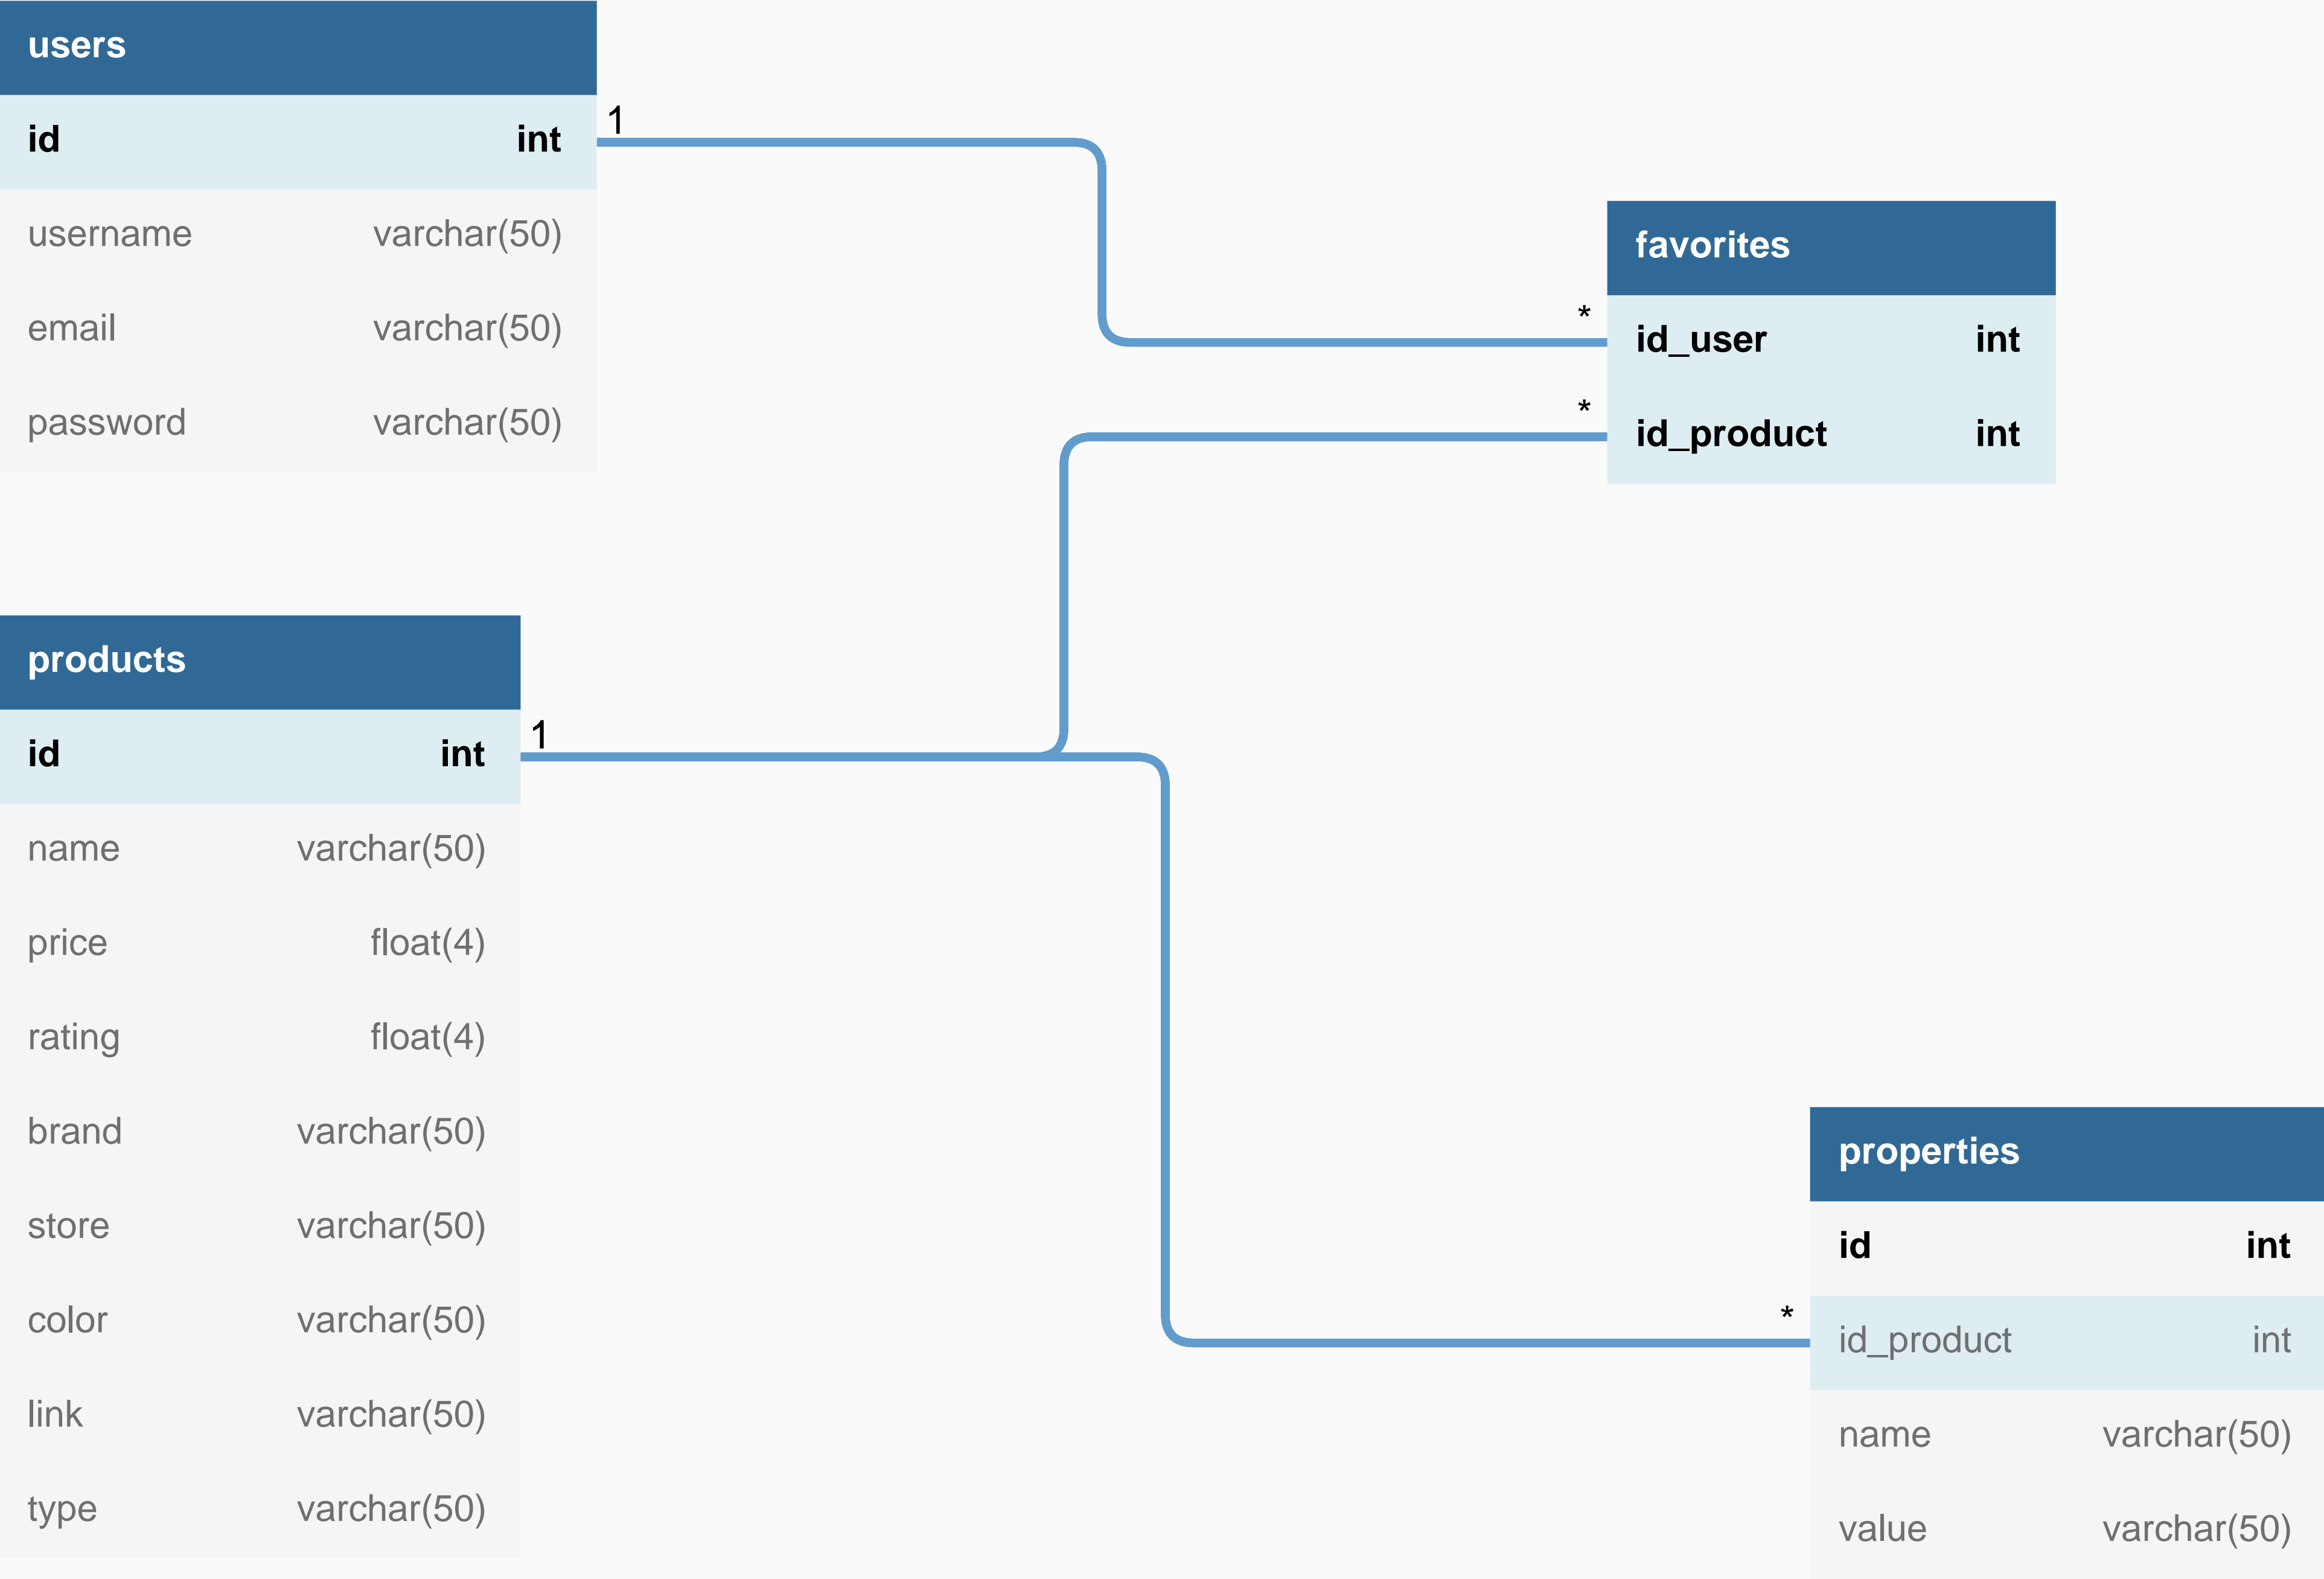 users
id int
username varchar(50)
email varchar(50)
password varchar(50)
1
*
favorites
id_user int
id_product int
*
products
id int
name varchar(50)
price float(4)
rating float(4)
brand varchar(50)
store varchar(50)
color varchar(50)
link varchar(50)
type varchar(50)
1
*
properties
id int
id_product int
name varchar(50)
value varchar(50)